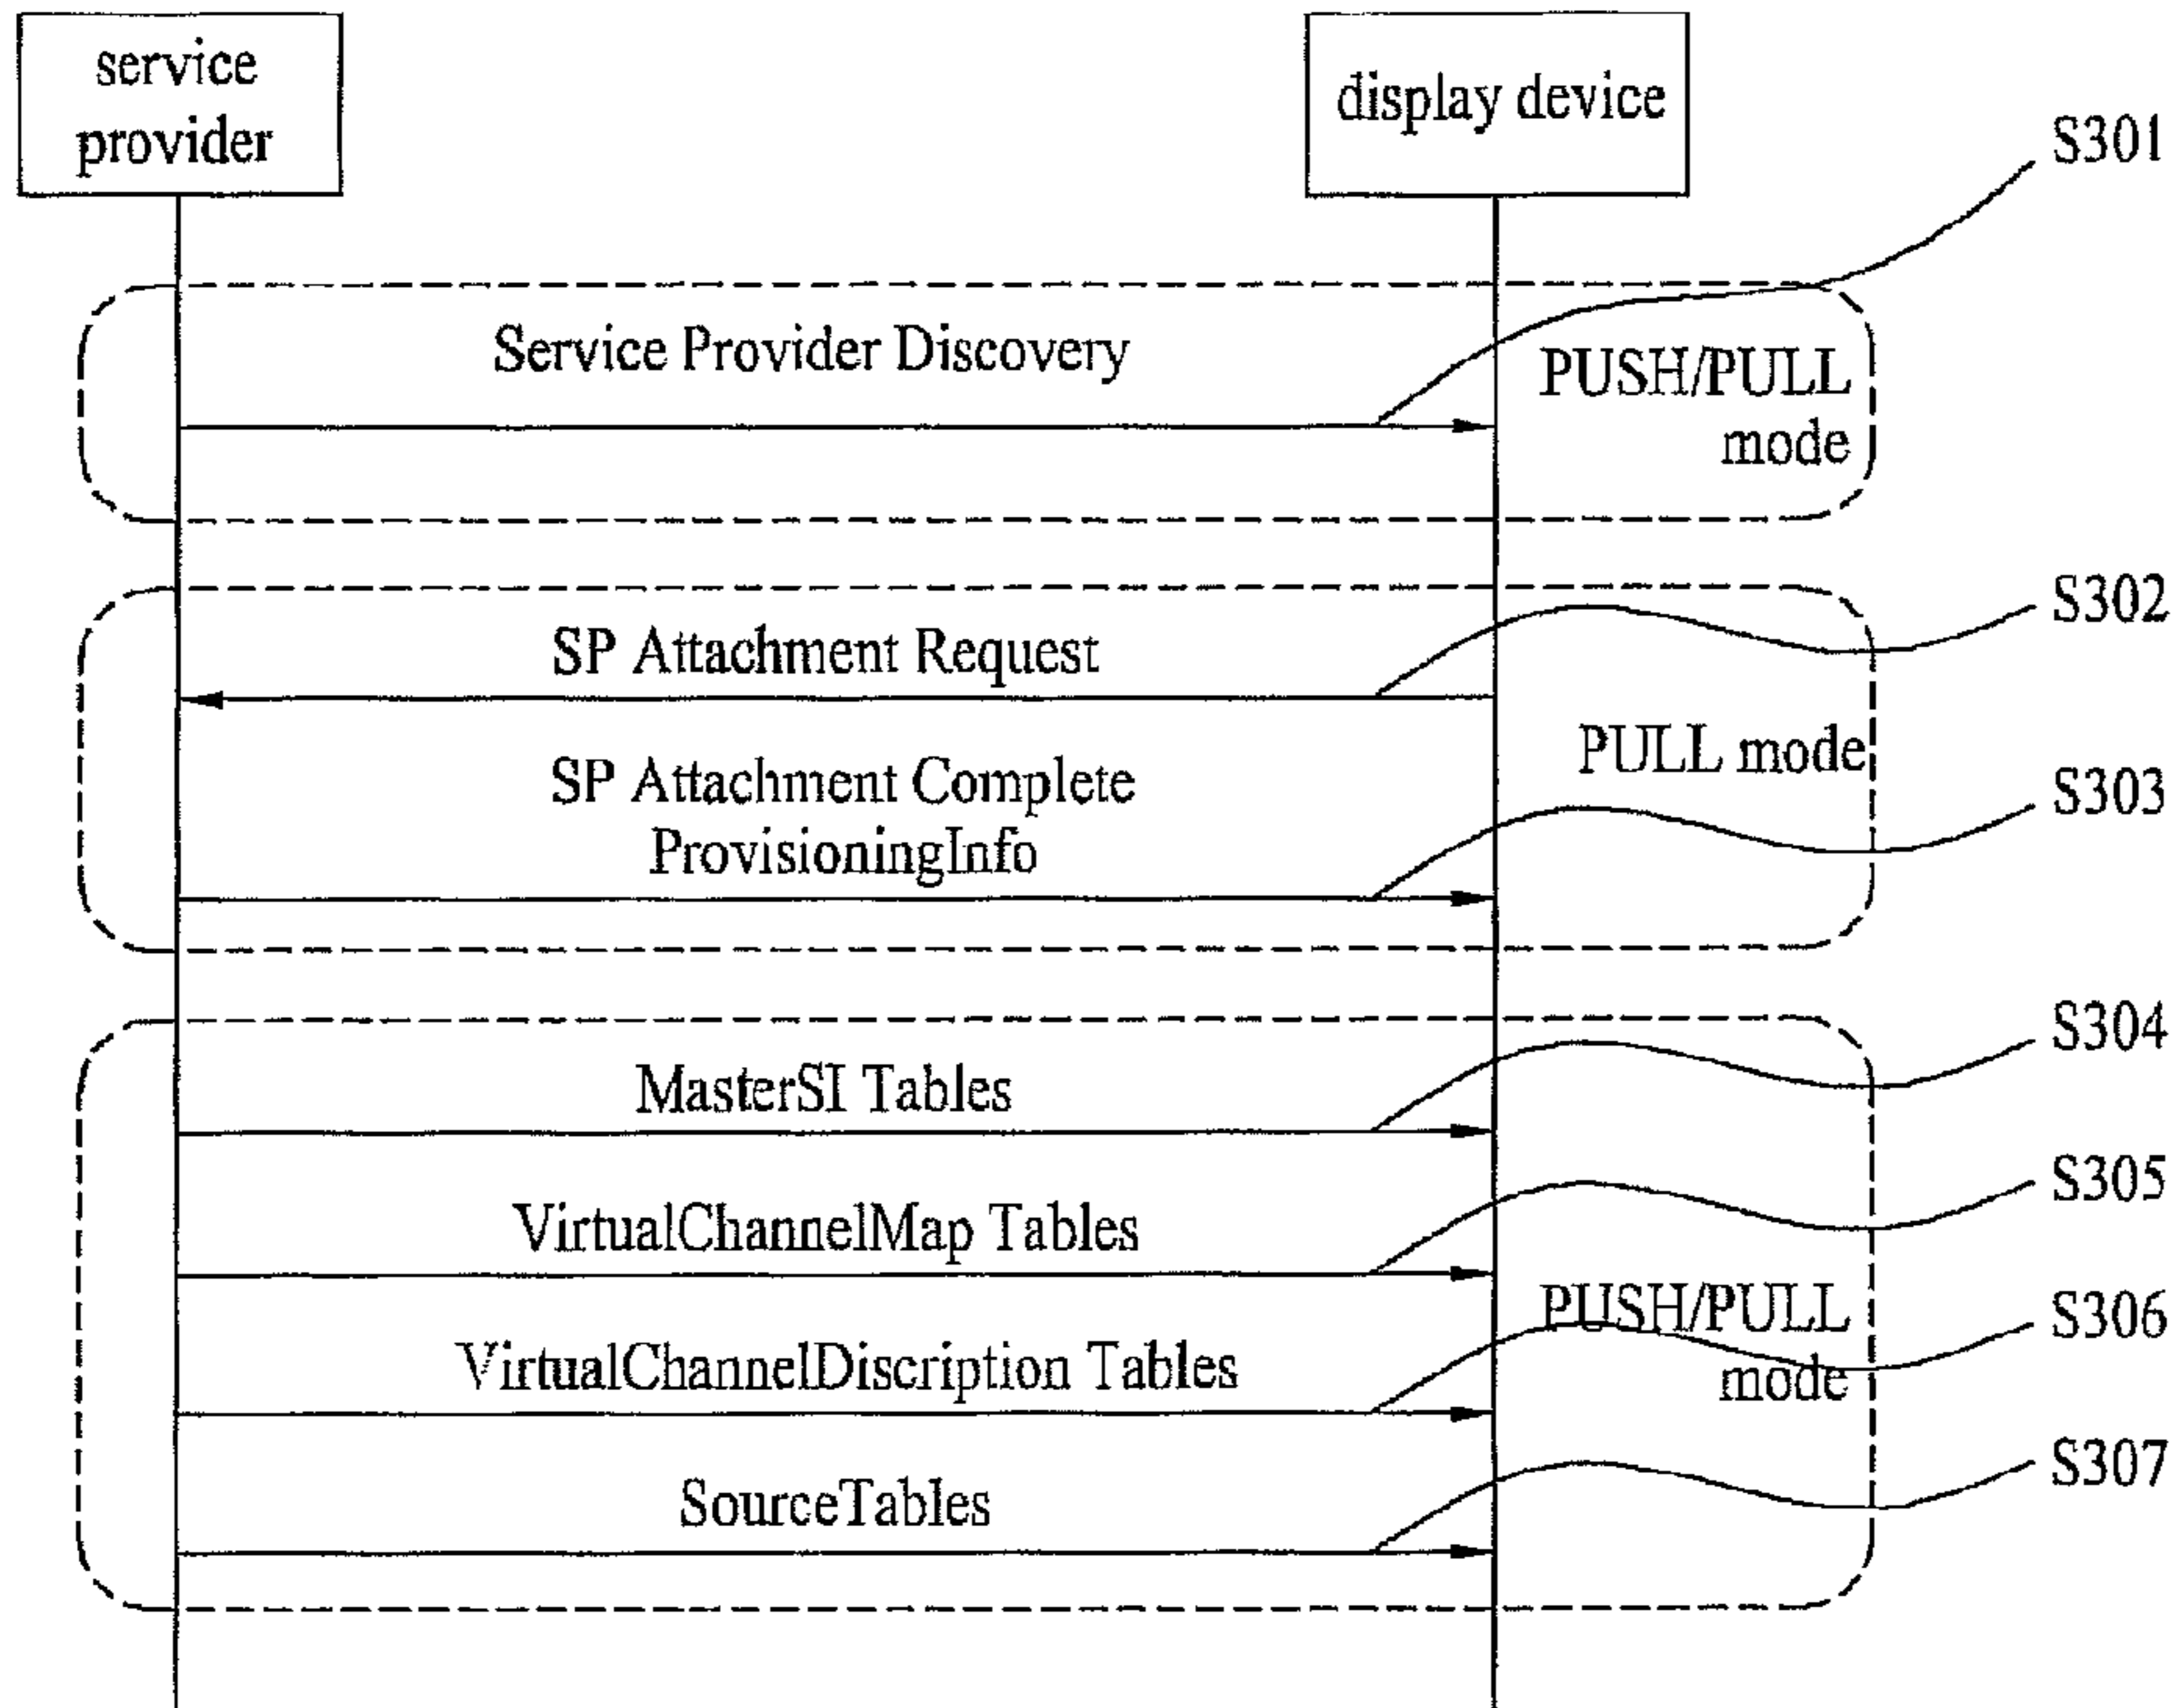 service
provider
display device
S301
Service Provider Discovery
PUSH/PULL
mode
S302
SP Attachment Request
PULL mode
SP Attachment Complete
ProvisioningInfo
S303
S304
MasterSI Tables
S305
VirtualChannelMap Tables
PUSH/PULL
mode
S306
VirtualChannelDiscription Tables
S307
SourceTables